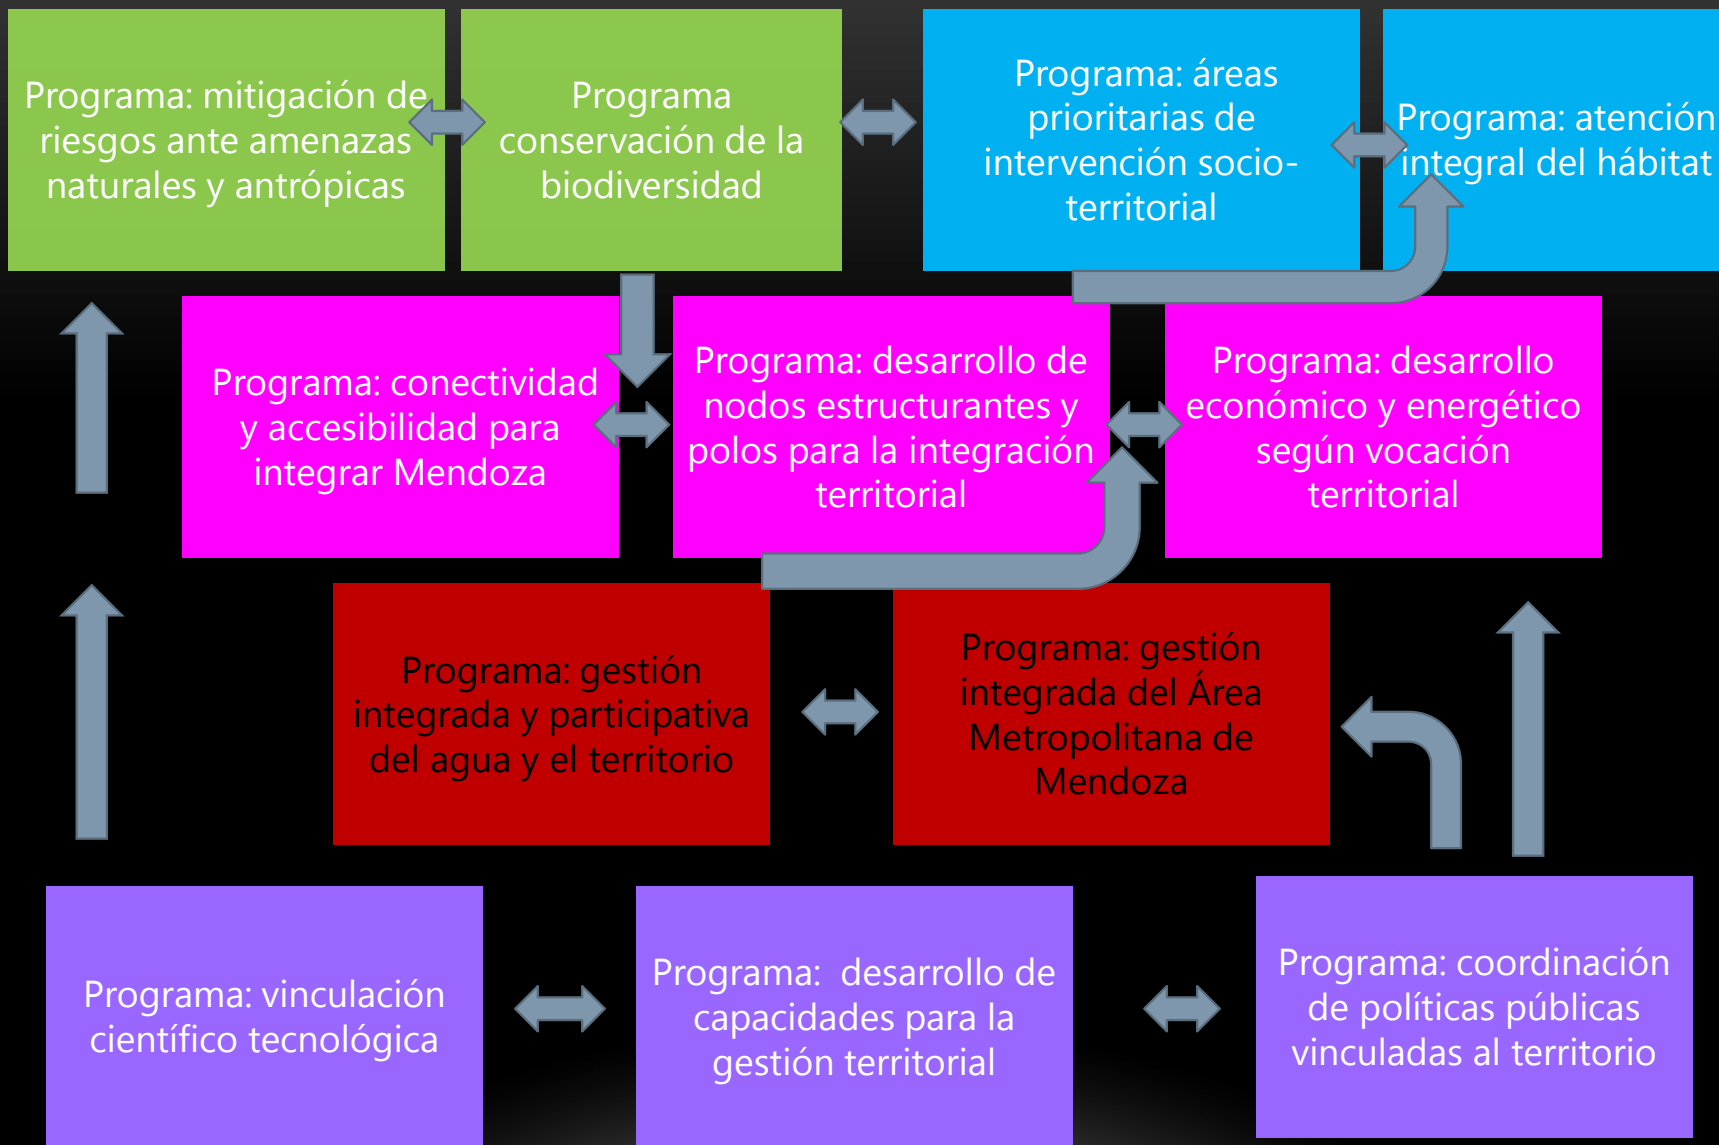 Programa: mitigación de
riesgos ante amenazas
naturales y antrópicas
Programa
conservación de la
biodiversidad
Programa: áreas
prioritarias de
intervención socio-
territorial
Programa: atención
integral del hábitat
Programa: conectividad
y accesibilidad para
integrar Mendoza
Programa: desarrollo de
nodos estructurantes y
polos para la integración
territorial
Programa: desarrollo
económico y energético
según vocación
territorial
Programa: gestión
integrada y participativa
del agua y el territorio
Programa: gestión
integrada del Área
Metropolitana de
Mendoza
Programa: vinculación
científico tecnológica
Programa:  desarrollo de
capacidades para la
gestión territorial
Programa: coordinación
de políticas públicas
vinculadas al territorio